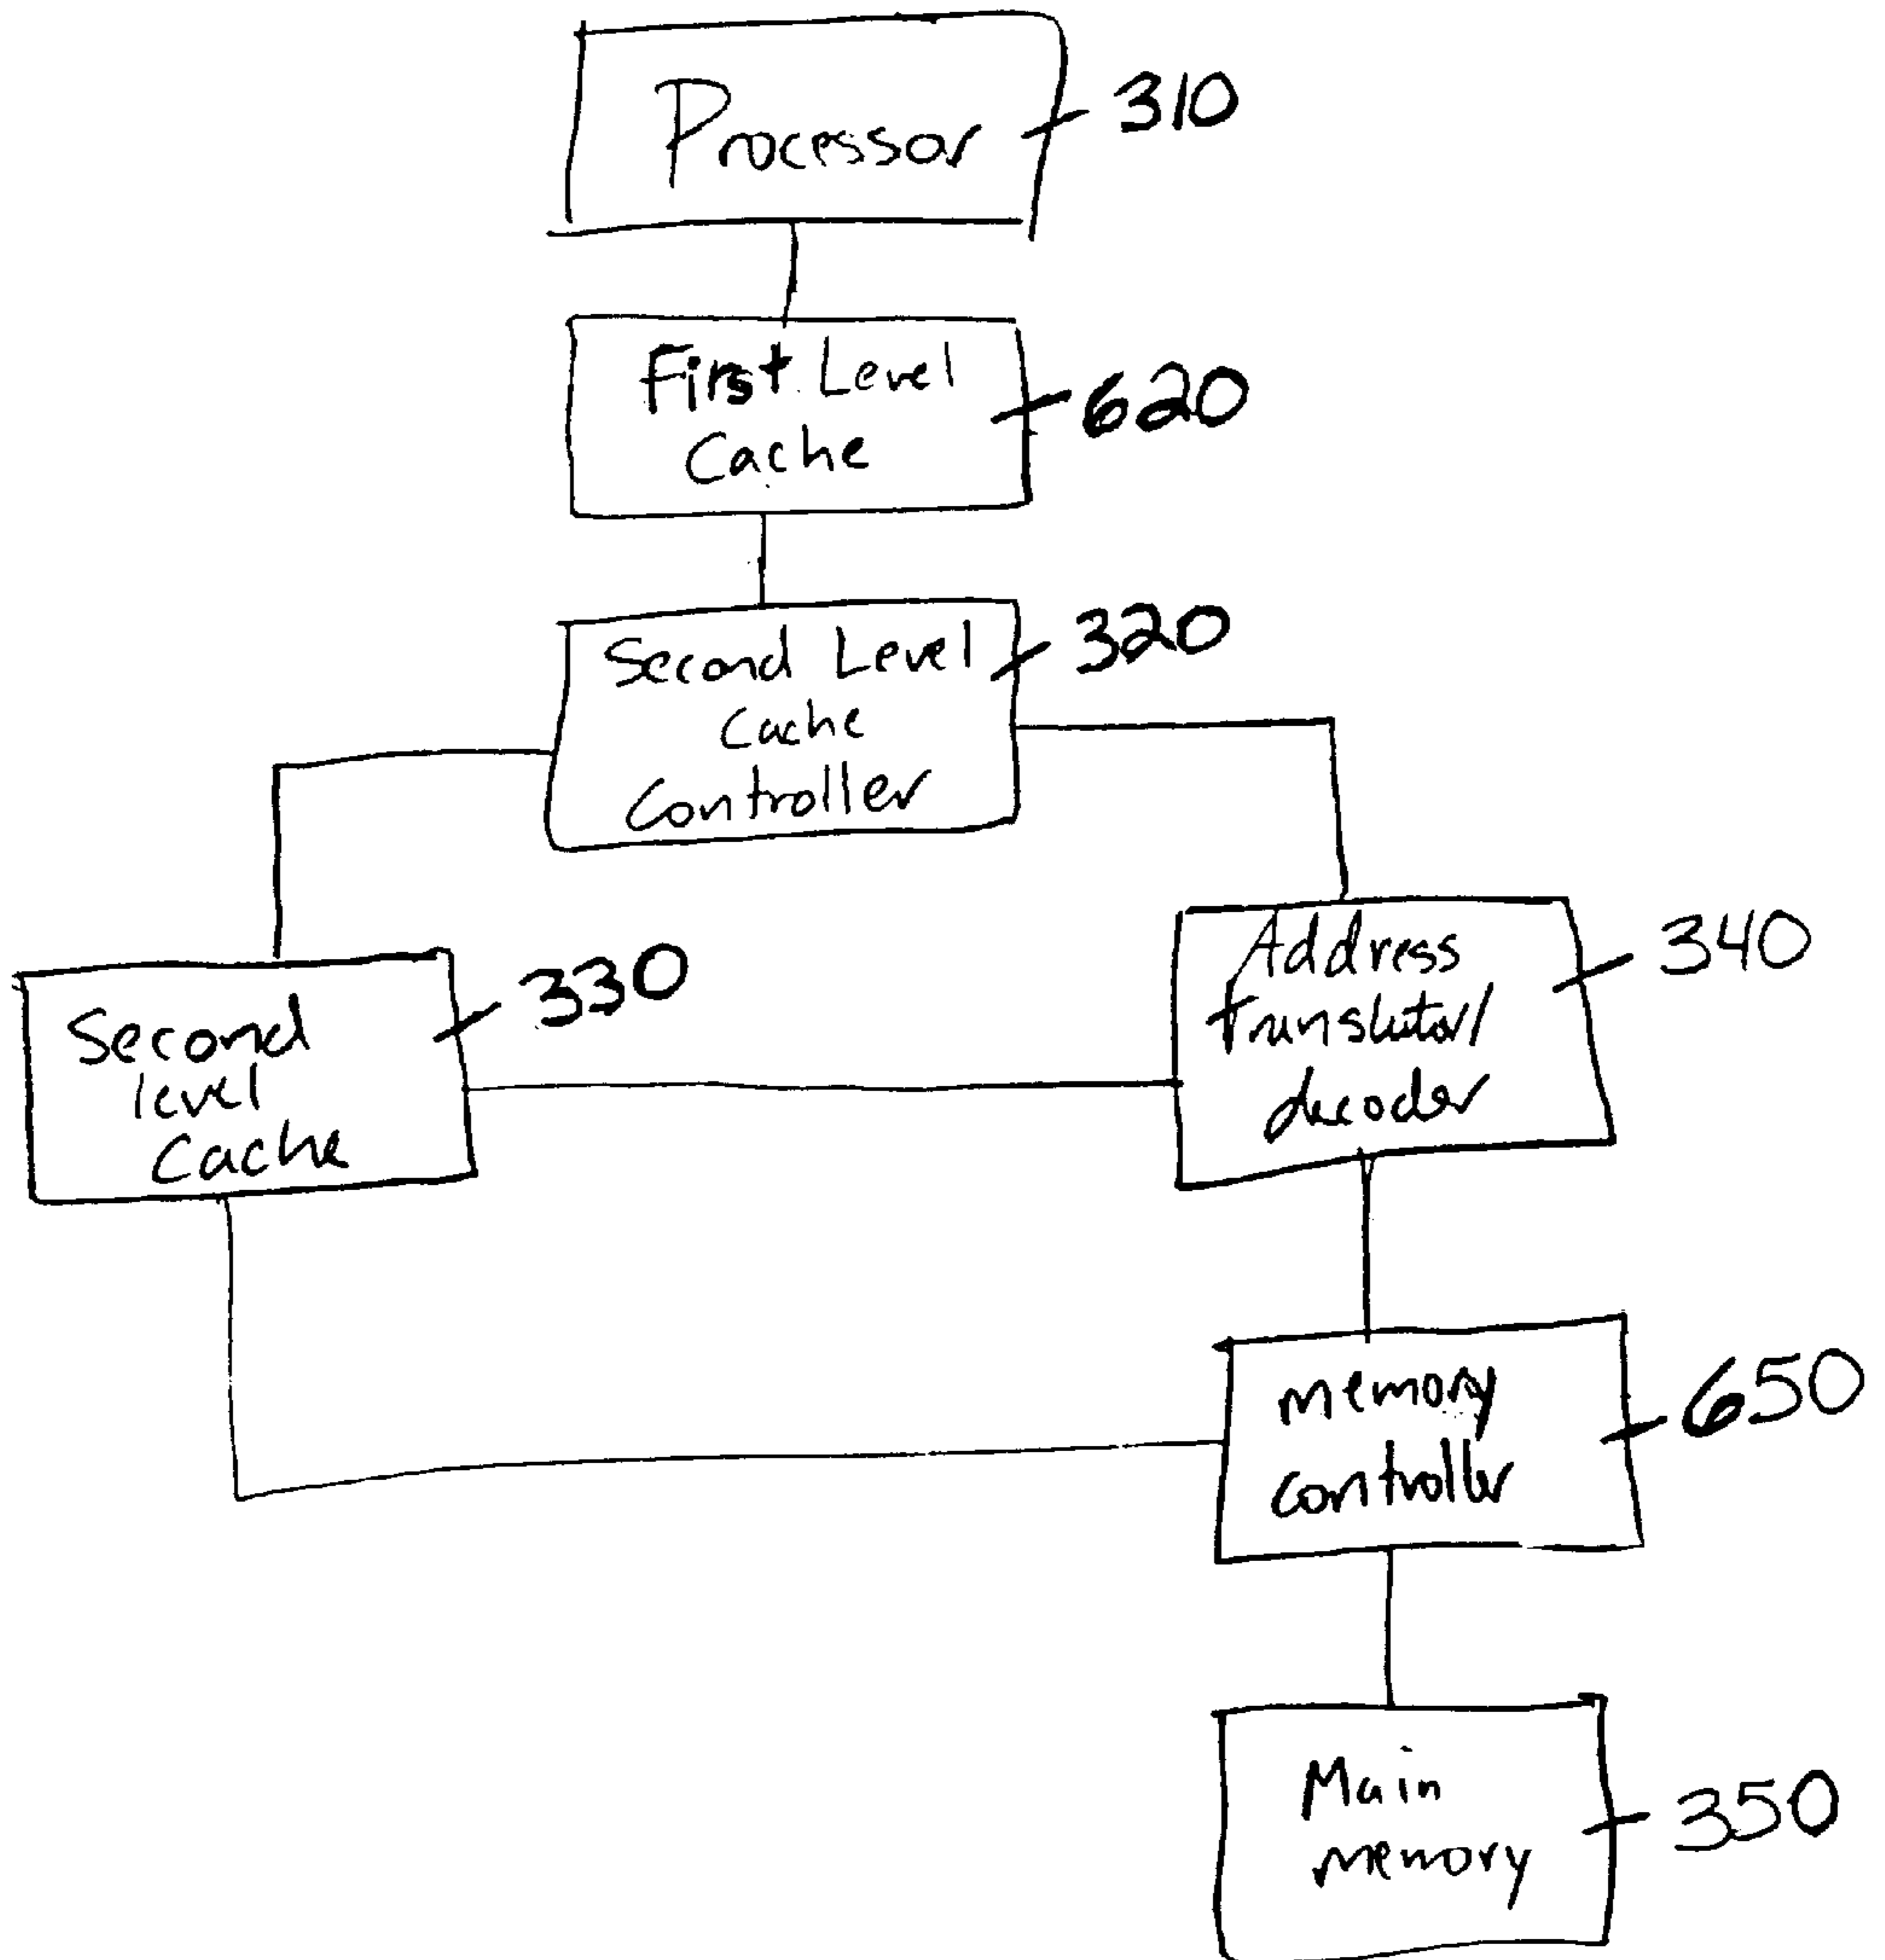 Processor
310
First Level
Cache
620
Second Level
Cache
Controller
320
Second
level
Cache
330
Address
translator/
decoder
340
memory
controller
650
Main
memory
350